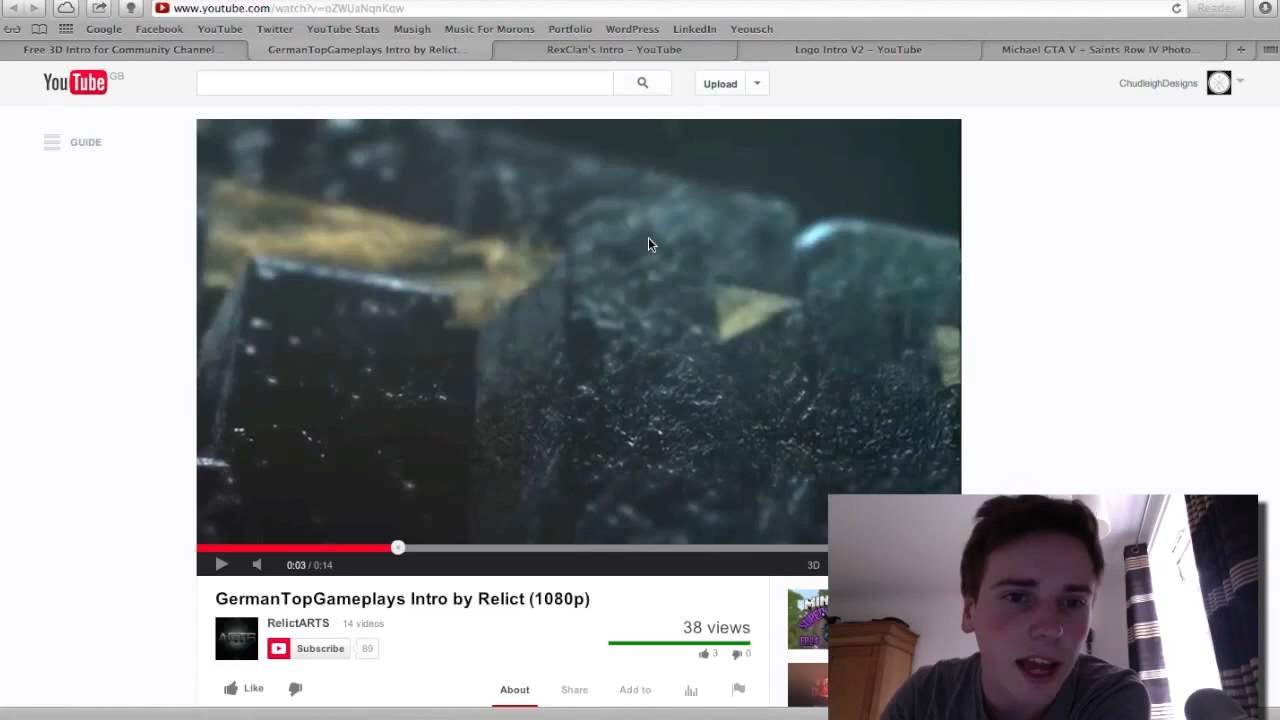 www.youtube.com/watch?v=oZWUaNqnKqw
Reader
Google Facebook YouTube Twitter YouTube Stats Musigh Music For Morons Portfolio WordPress LinkedIn Yeousch
Free 3D Intro for Community Channel...
GermanTopGameplays Intro by Relict...
RexClan's Intro – YouTube
Logo Intro V2 – YouTube
Michael GTA V + Saints Row IV Photo...
YouTube GB
Upload
ChudleighDesigns
GUIDE
0:03 / 0:14
3D
GermanTopGameplays Intro by Relict (1080p)
RelictARTS · 14 videos
Subscribe 89
38 views
3 0
Like
About Share Add to